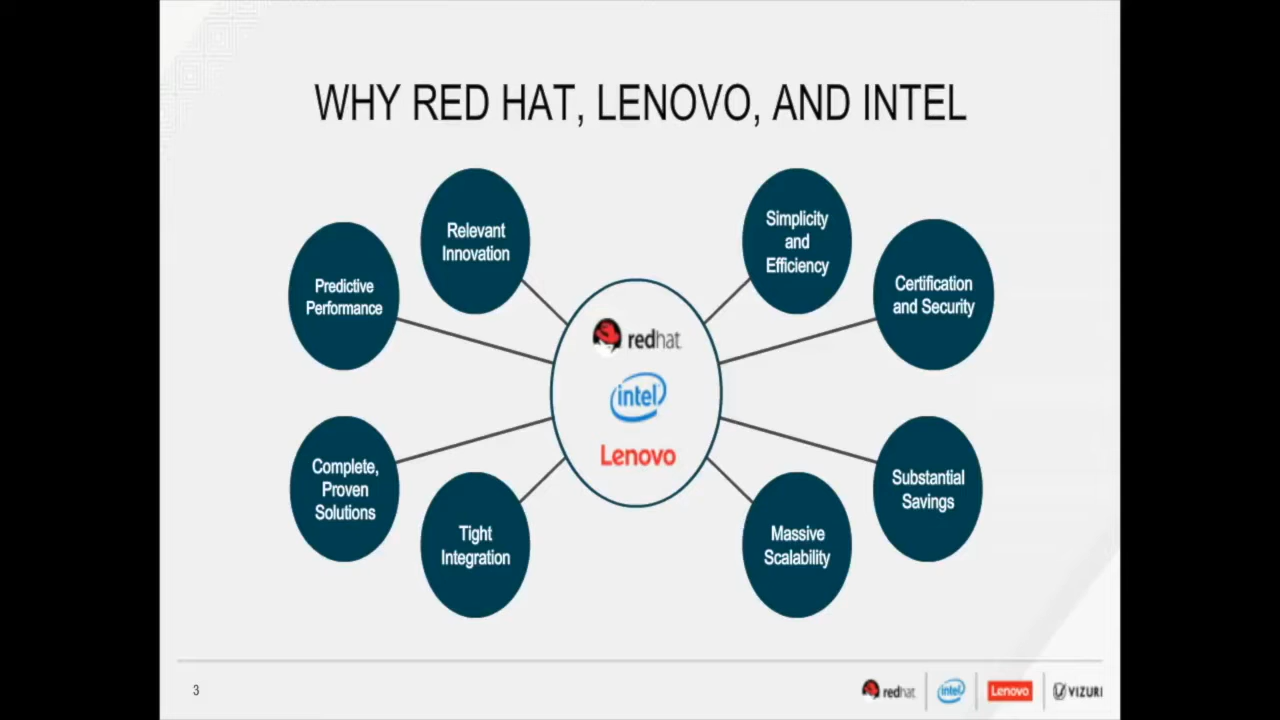 WHY RED HAT, LENOVO, AND INTEL
Relevant
Innovation
Simplicity
and
Efficiency
Predictive
Performance
Certification
and Security
redhat
intel
Lenovo
Complete,
Proven
Solutions
Substantial
Savings
Tight
Integration
Massive
Scalability
3
redhat
intel
Lenovo
VIZURI